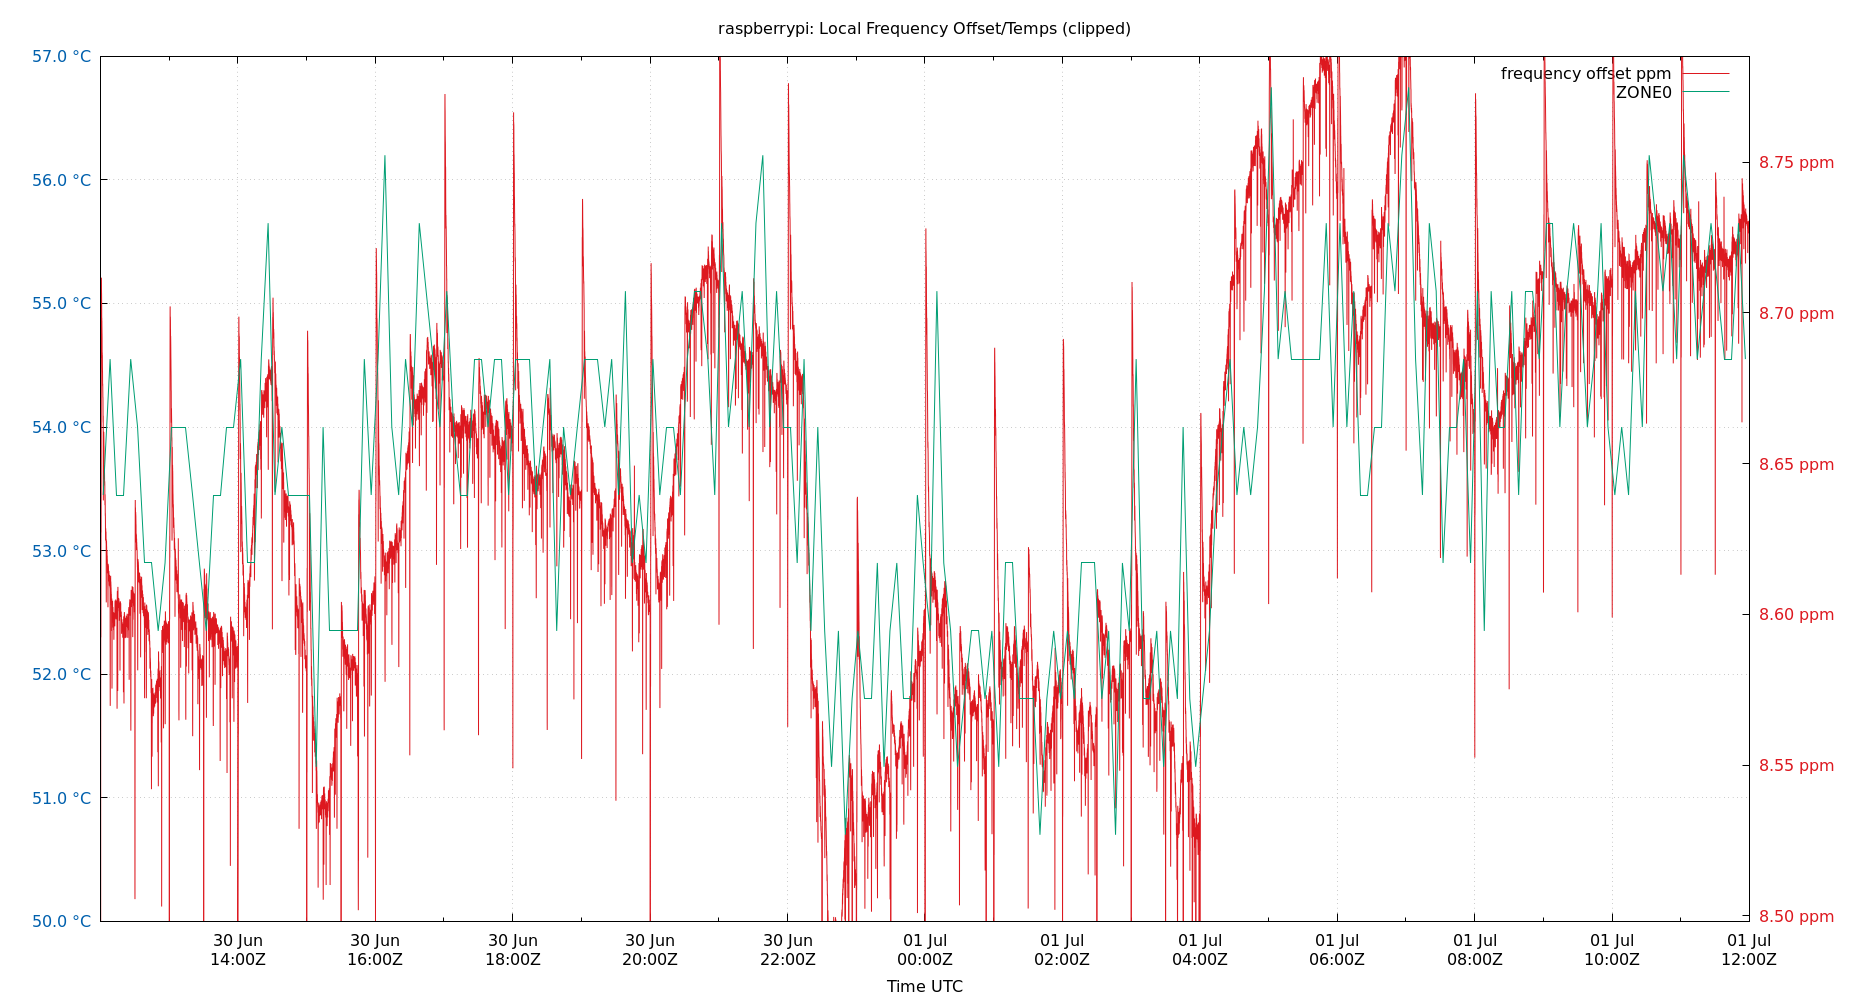 raspberrypi: Local Frequency Offset/Temps (clipped)
57.0 °C
56.0 °C
55.0 °C
54.0 °C
53.0 °C
52.0 °C
51.0 °C
50.0 °C
frequency offset ppm
ZONE0
8.75 ppm
8.70 ppm
8.65 ppm
8.60 ppm
8.55 ppm
8.50 ppm
30 Jun
14:00Z
30 Jun
16:00Z
30 Jun
18:00Z
30 Jun
20:00Z
30 Jun
22:00Z
01 Jul
00:00Z
01 Jul
02:00Z
01 Jul
04:00Z
01 Jul
06:00Z
01 Jul
08:00Z
01 Jul
10:00Z
01 Jul
12:00Z
Time UTC